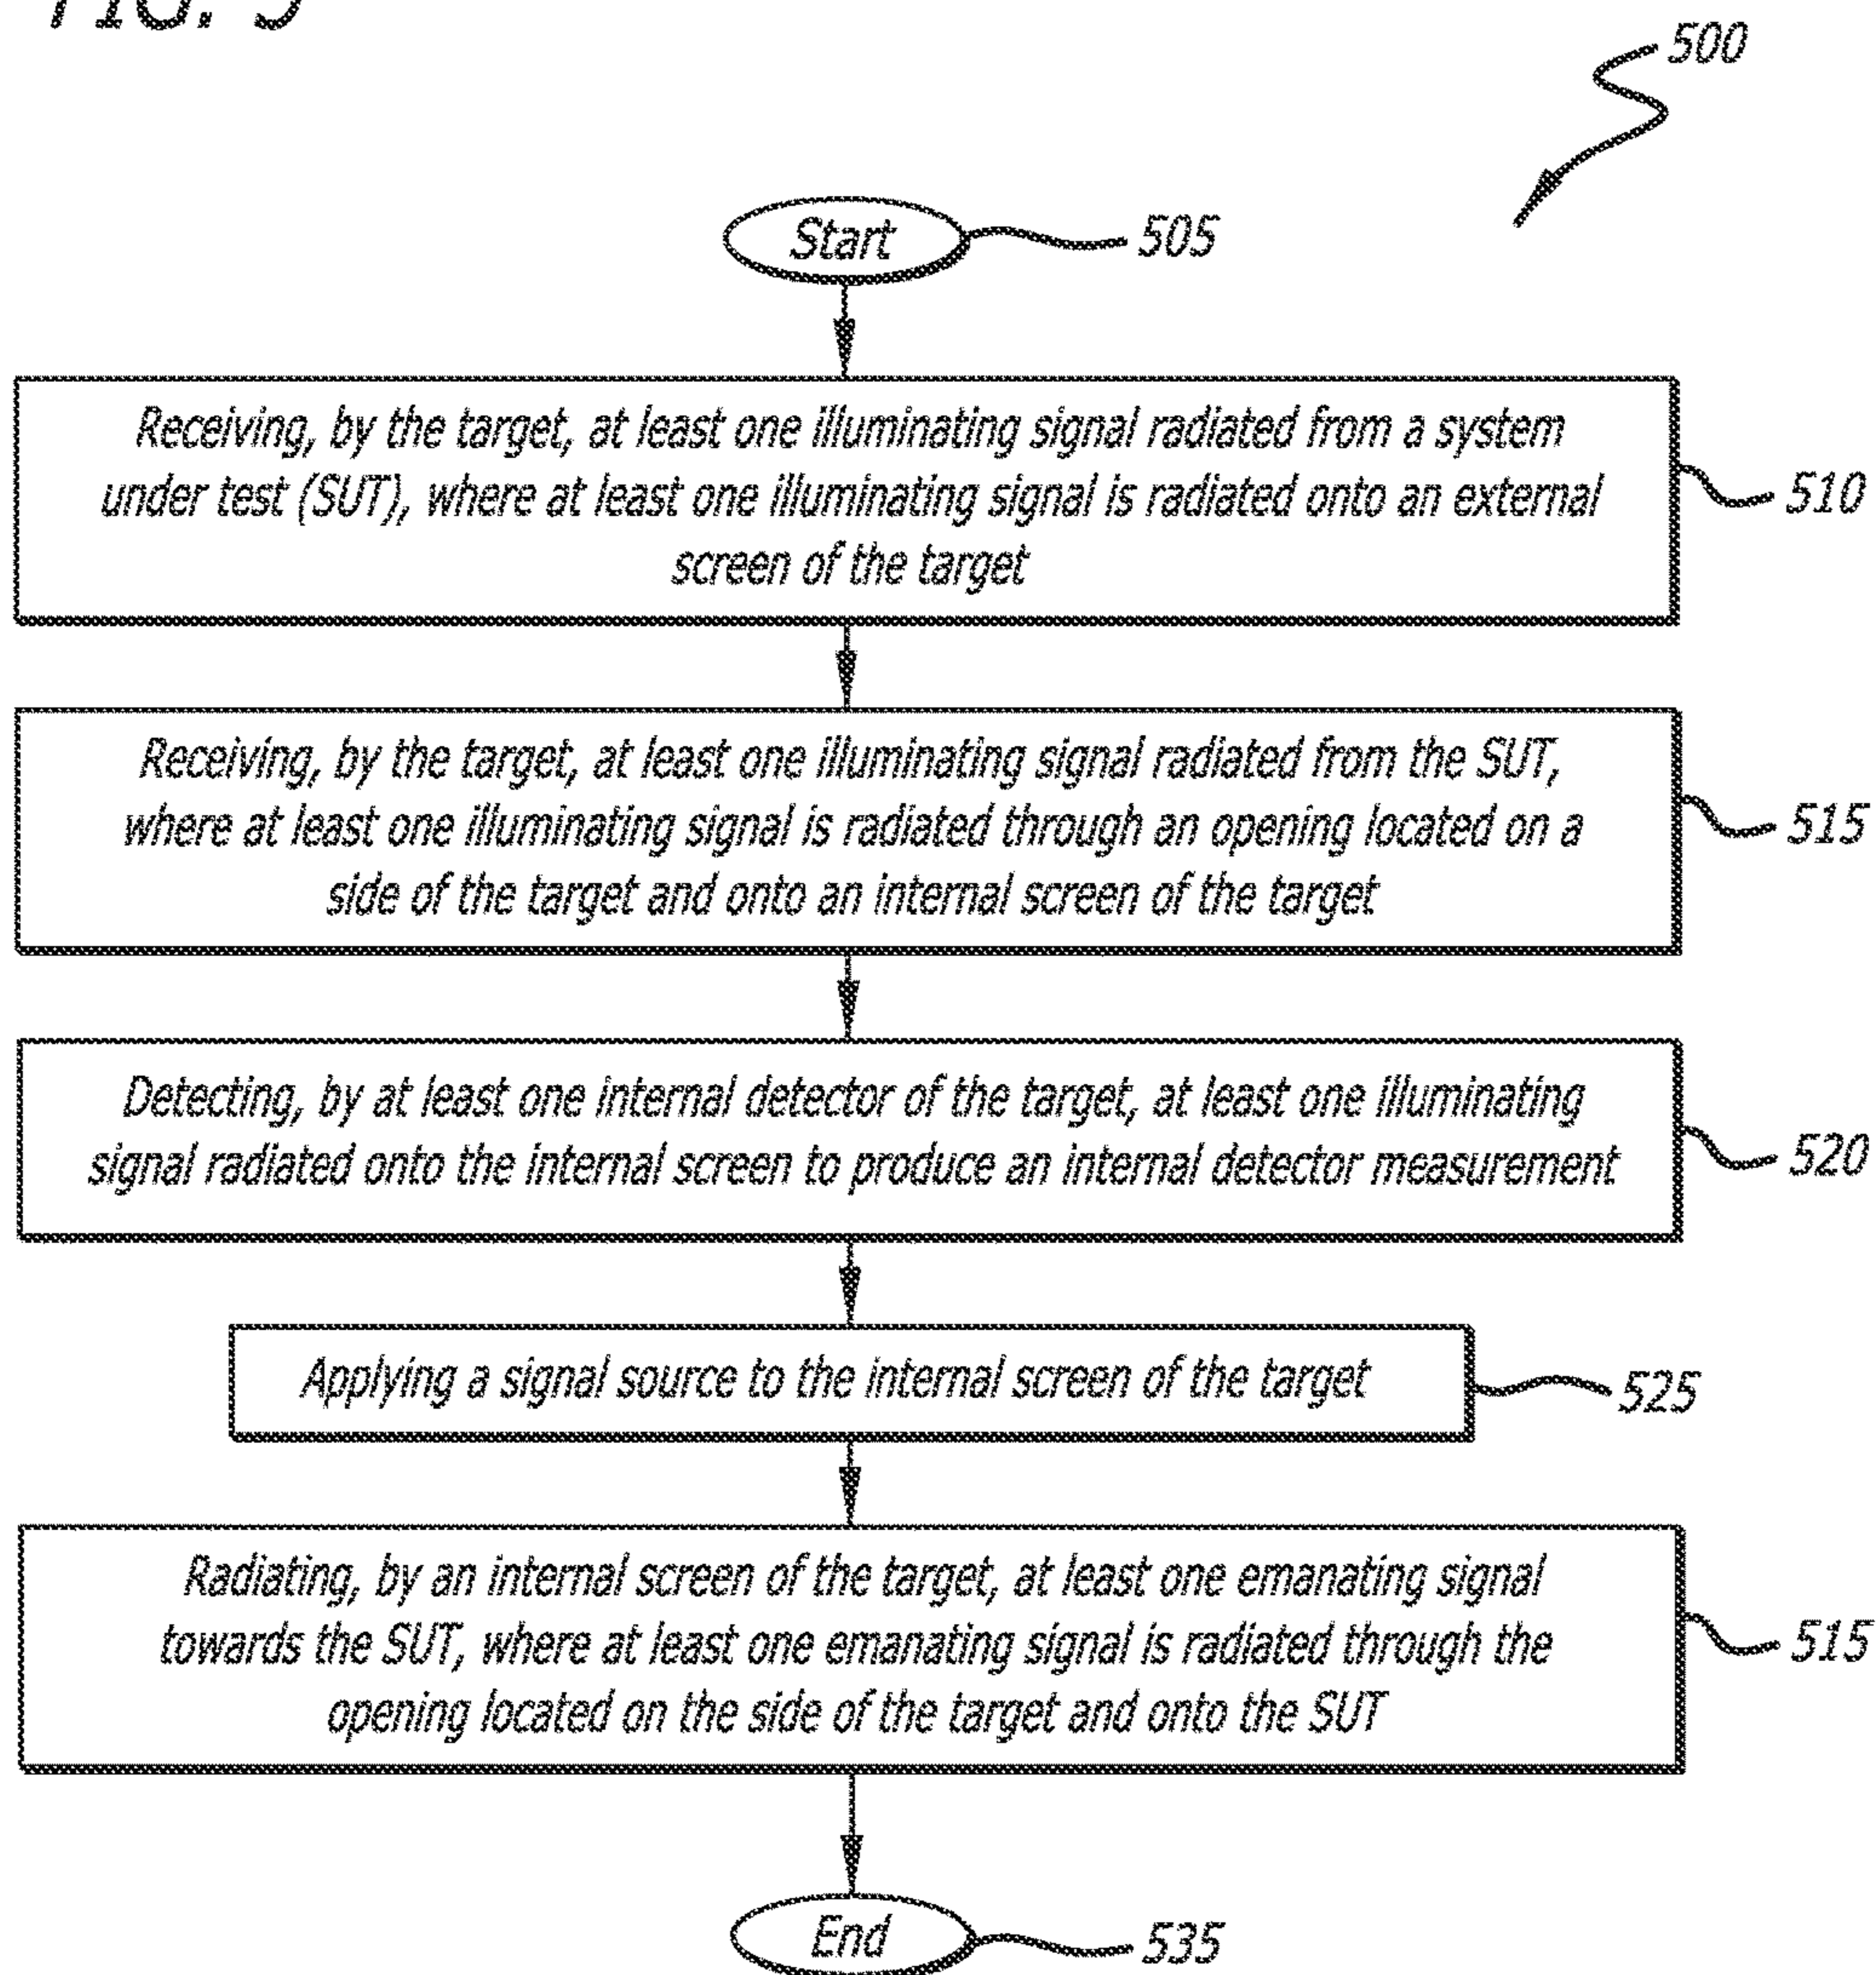 FIG. 5
500
Start
505
Receiving, by the target, at least one illuminating signal radiated from a system
under test (SUT), where at least one illuminating signal is radiated onto an external
screen of the target
510
Receiving, by the target, at least one illuminating signal radiated from the SUT,
where at least one illuminating signal is radiated through an opening located on a
side of the target and onto an internal screen of the target
515
Detecting, by at least one internal detector of the target, at least one illuminating
signal radiated onto the internal screen to produce an internal detector measurement
520
Applying a signal source to the internal screen of the target
525
Radiating, by an internal screen of the target, at least one emanating signal
towards the SUT, where at least one emanating signal is radiated through the
opening located on the side of the target and onto the SUT
515
End
535